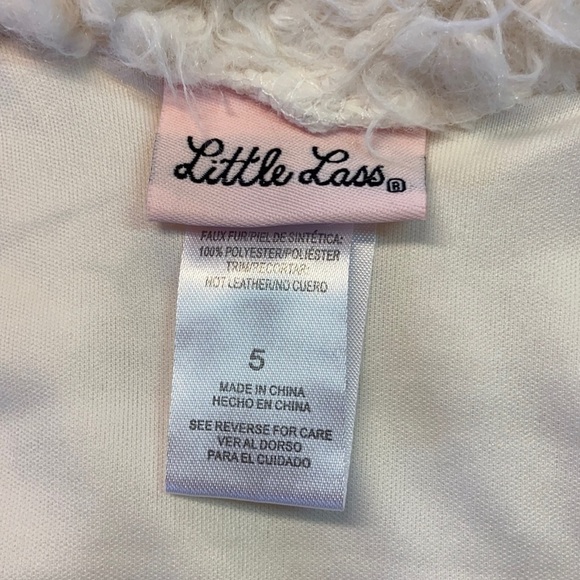 Little Lass®
FAUX FUR/PIEL DE SINTÉTICA:
100% POLYESTER/POLIÉSTER
TRIM/RECORTAR:
NOT LEATHER/NO CUERO
5
MADE IN CHINA
HECHO EN CHINA
SEE REVERSE FOR CARE
VER AL DORSO
PARA EL CUIDADO